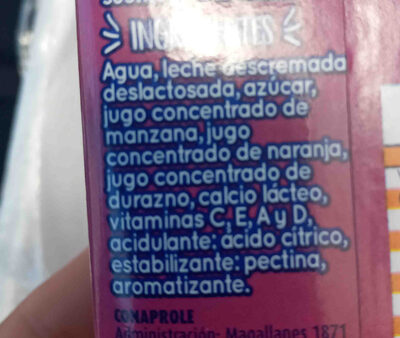 INGREDIENTES
Agua, leche descremada
deslactosada, azúcar,
jugo concentrado de
manzana, jugo
concentrado de naranja,
jugo concentrado de
durazno, calcio lácteo,
vitaminas C, E, A y D,
acidulante: ácido cítrico,
estabilizante: pectina,
aromatizante.
CONAPROLE
Administración: Magallanes 1871